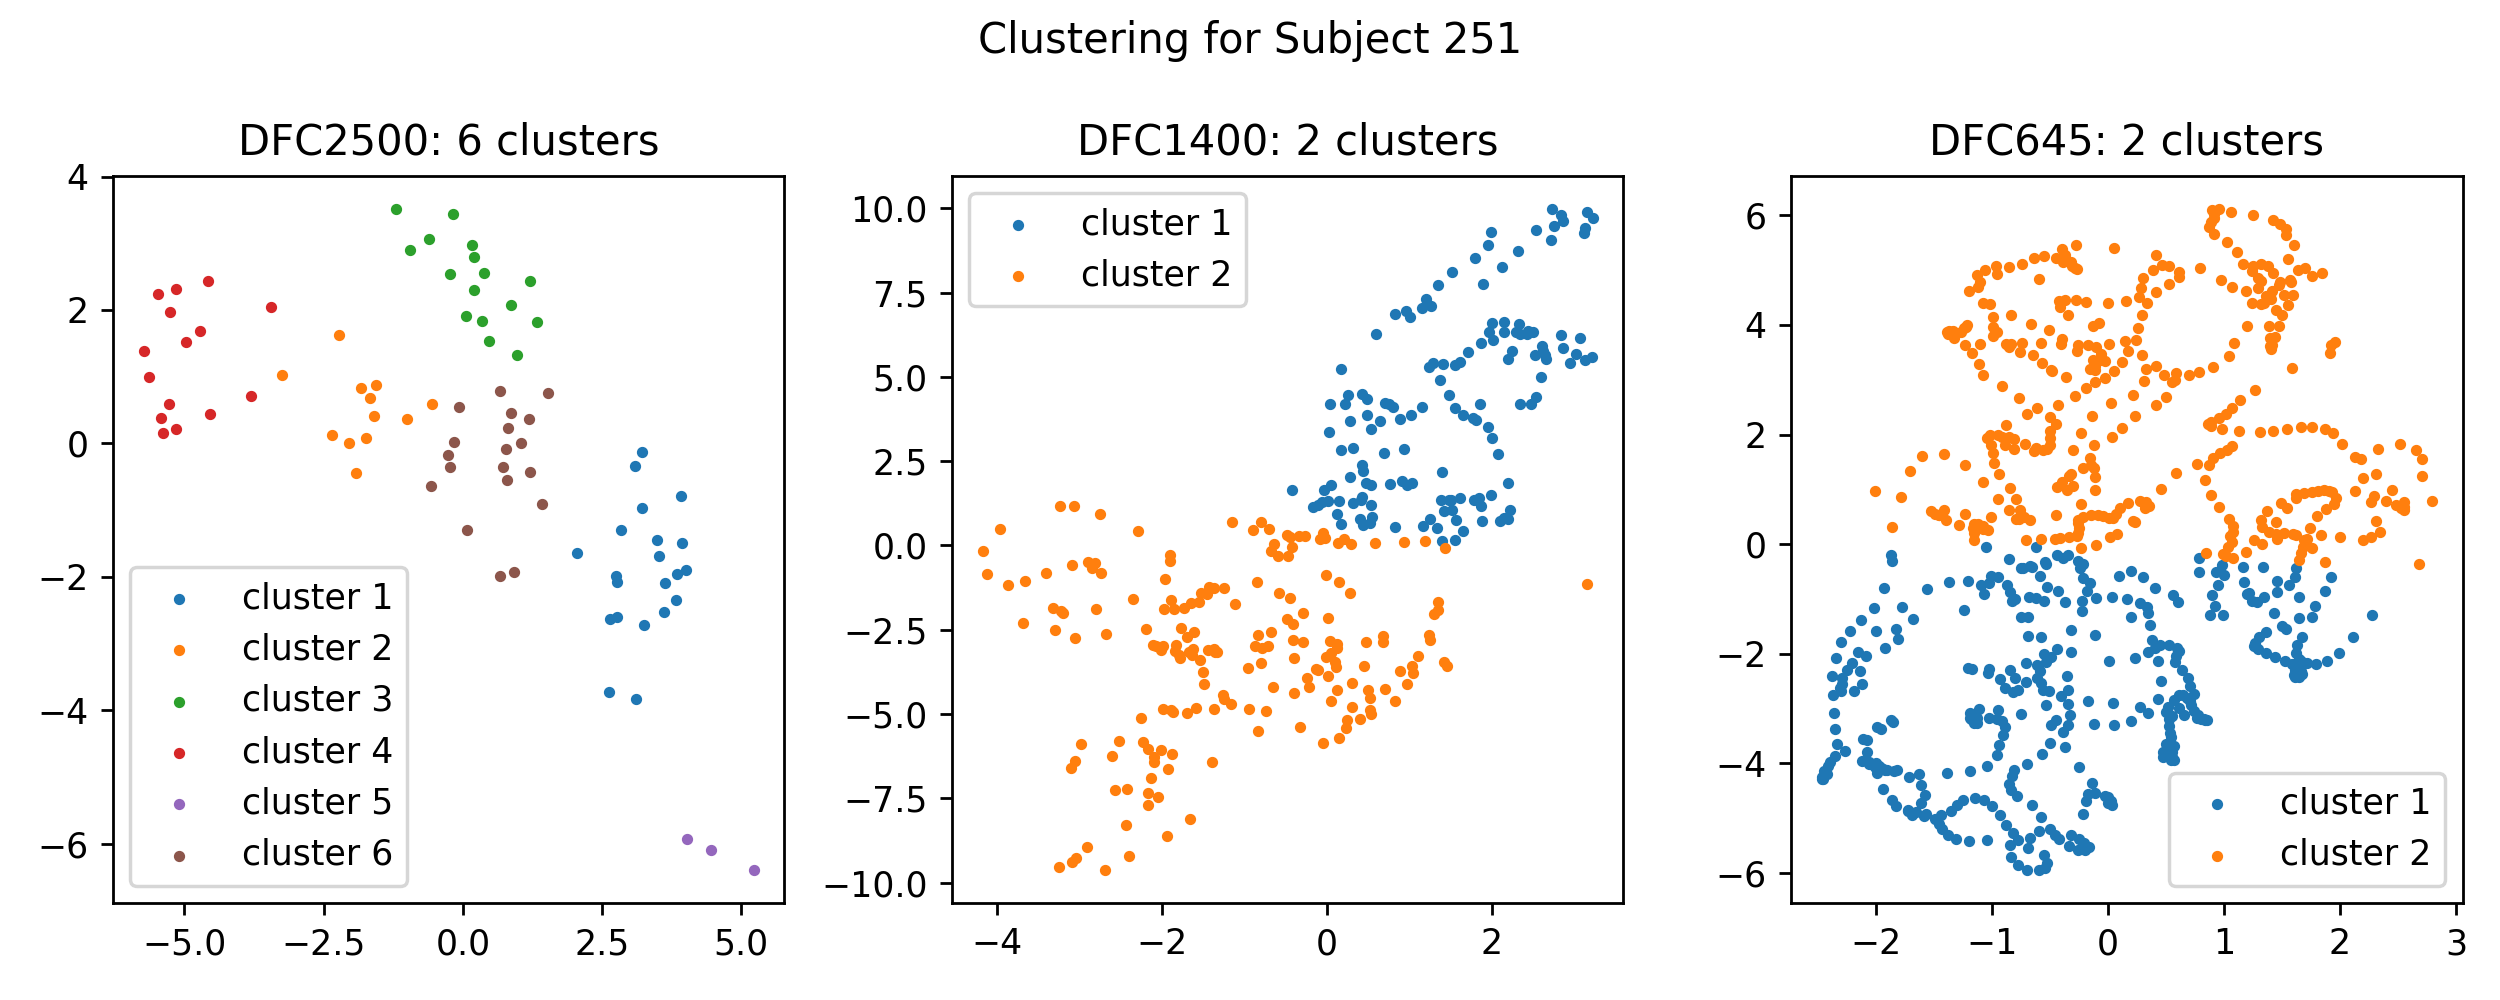 Clustering for Subject 251
DFC2500: 6 clusters
4
2
0
−2
−4
−6
−5.0 −2.5 0.0 2.5 5.0
cluster 1
cluster 2
cluster 3
cluster 4
cluster 5
cluster 6
DFC1400: 2 clusters
10.0
7.5
5.0
2.5
0.0
−2.5
−5.0
−7.5
−10.0
−4 −2 0 2
cluster 1
cluster 2
DFC645: 2 clusters
6
4
2
0
−2
−4
−6
−2 −1 0 1 2 3
cluster 1
cluster 2